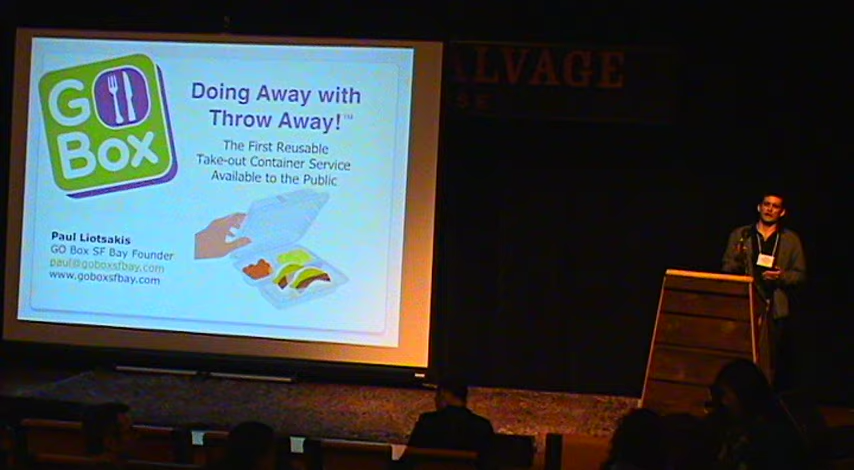 GO
Box
Doing Away with
Throw Away!™
The First Reusable
Take-out Container Service
Available to the Public
Paul Liotsakis
GO Box SF Bay Founder
paul@goboxsfbay.com
www.goboxsfbay.com
ALVAGE